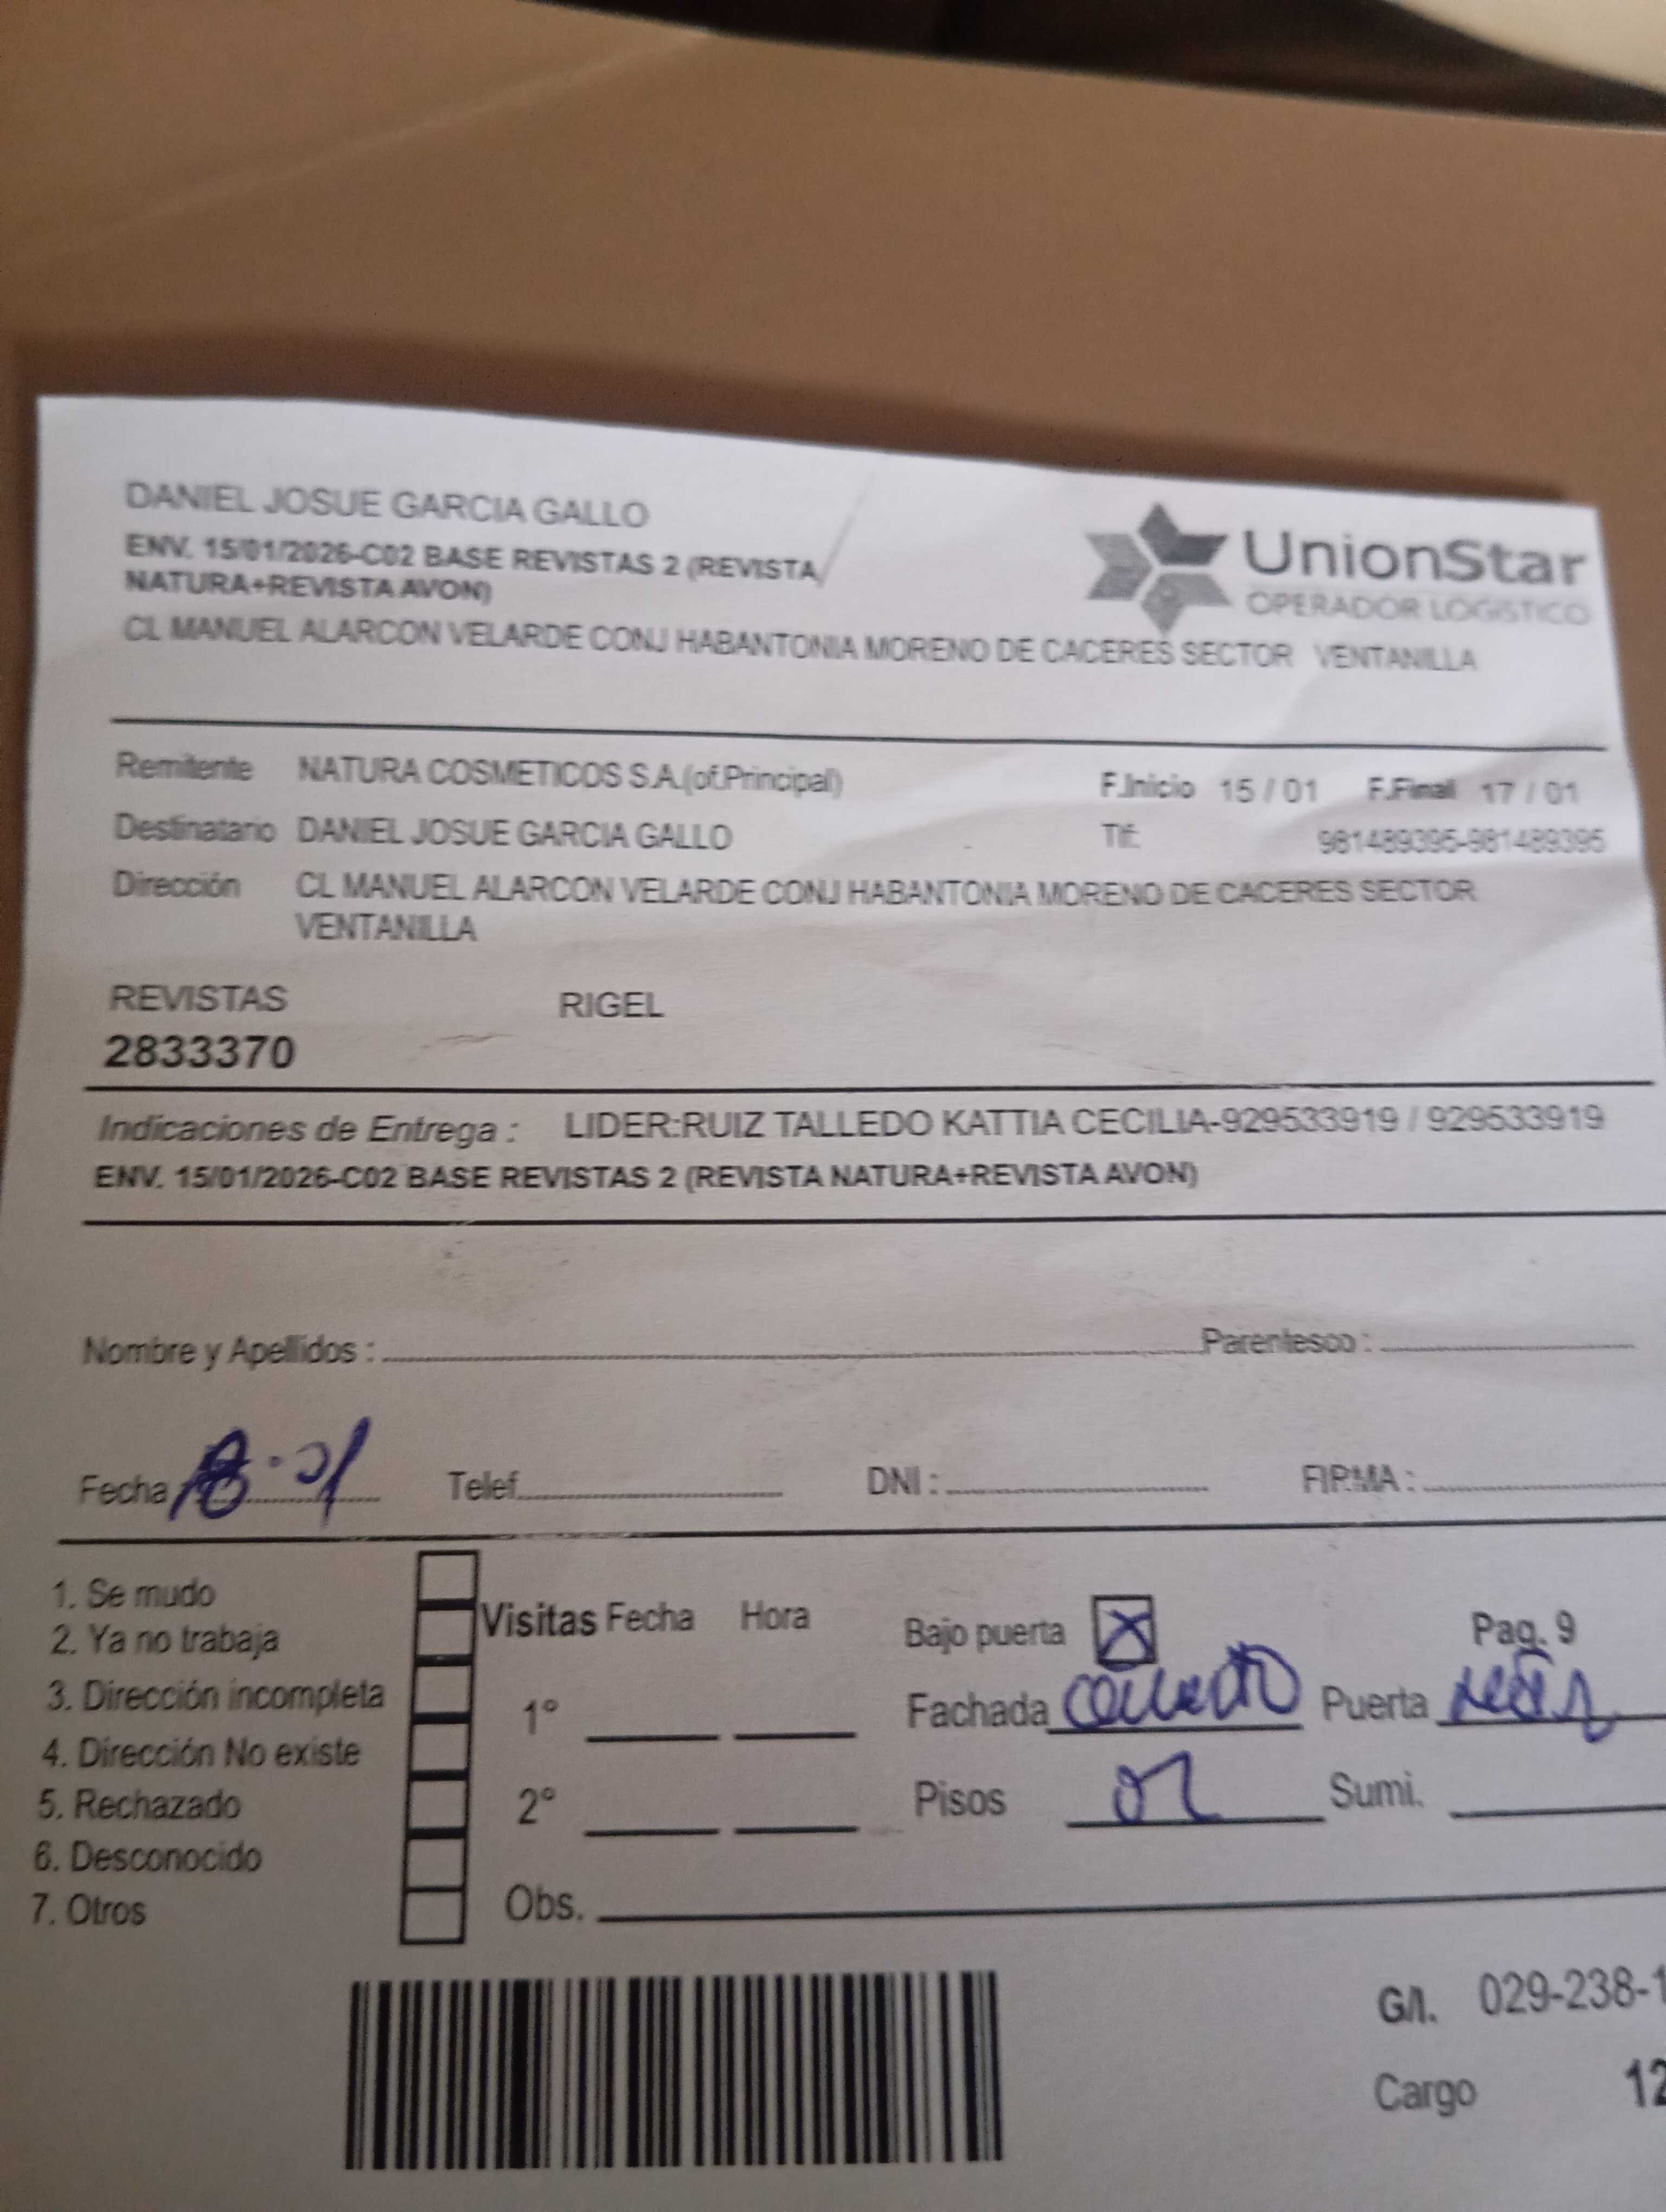 DANIEL JOSUE GARCIA GALLO
ENV. 15/01/2026-C02 BASE REVISTAS 2 (REVISTA
NATURA+REVISTA AVON)
CL MANUEL ALARCON VELARDE CONJ HABANTONIA MORENO DE CACERES SECTOR VENTANILLA
UnionStar
OPERADOR LOGISTICO
Remitente NATURA COSMETICOS S.A.(of.Principal) F.Inicio 15 / 01 F.Final 17 / 01
Destinatario DANIEL JOSUE GARCIA GALLO Tlf: 981489395-981489395
Dirección CL MANUEL ALARCON VELARDE CONJ HABANTONIA MORENO DE CACERES SECTOR
VENTANILLA
REVISTAS RIGEL
2833370
Indicaciones de Entrega : LIDER:RUIZ TALLEDO KATTIA CECILIA-929533919 / 929533919
ENV. 15/01/2026-C02 BASE REVISTAS 2 (REVISTA NATURA+REVISTA AVON)
Nombre y Apellidos : Parentesco :
Fecha 18-01 Telef. DNI : FIRMA :
1. Se mudo
2. Ya no trabaja
3. Dirección incompleta
4. Dirección No existe
5. Rechazado
6. Desconocido
7. Otros
Visitas Fecha Hora
1°
2°
Obs.
Bajo puerta X Pag. 9
Fachada Puerta
Pisos 02 Sumi.
G/I. 029-238-1
Cargo 12